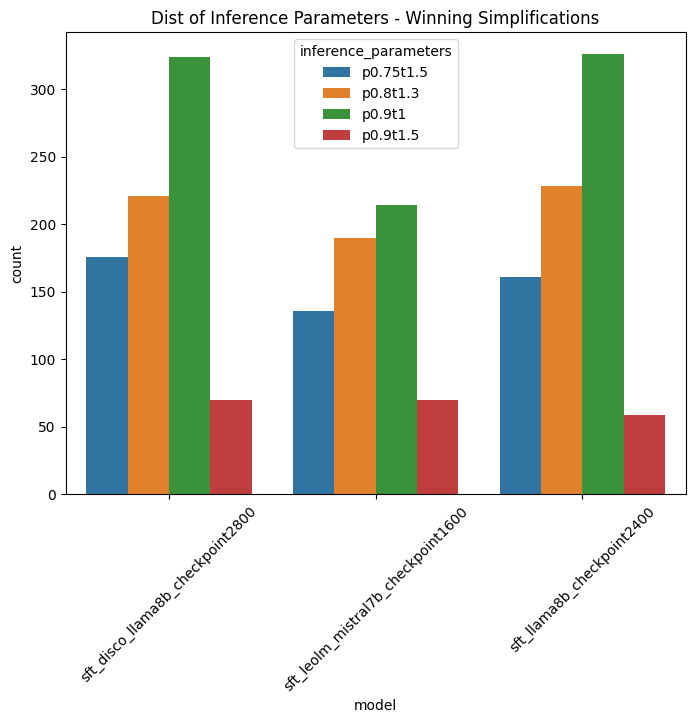 Dist of Inference Parameters - Winning Simplifications
inference_parameters
p0.75t1.5
p0.8t1.3
p0.9t1
p0.9t1.5
count
300
250
200
150
100
50
0
sft_disco_llama8b_checkpoint2800
sft_leolm_mistral7b_checkpoint1600
sft_llama8b_checkpoint2400
model